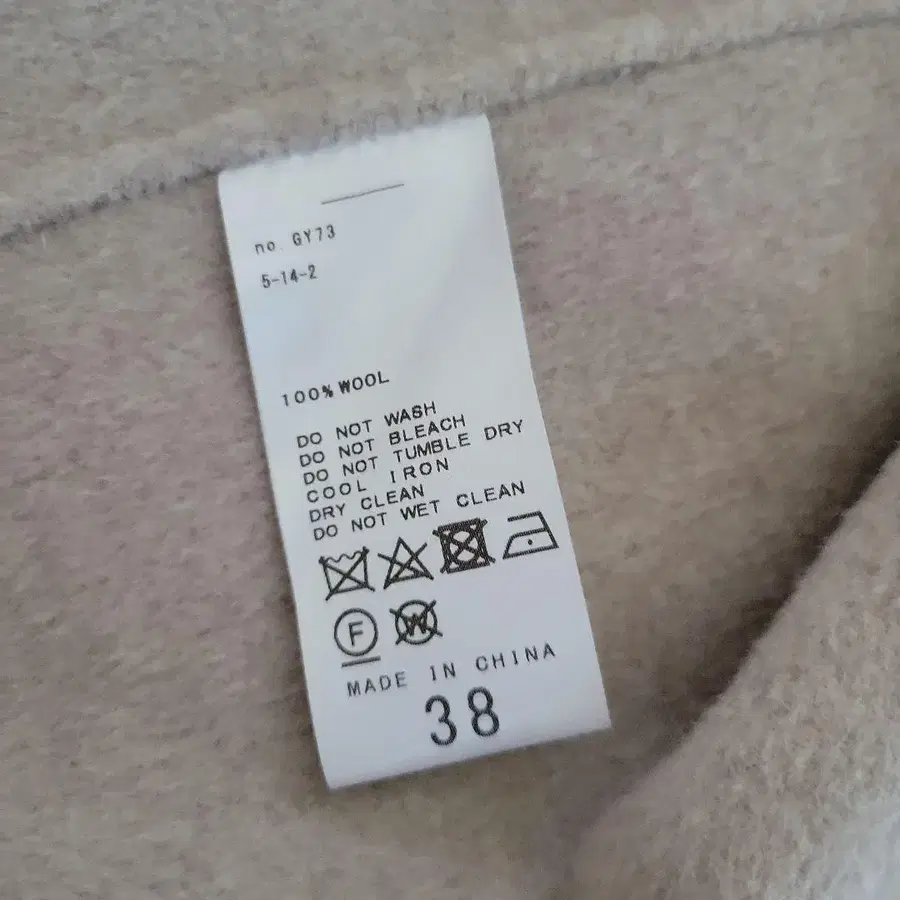 no. GY73
5-14-2
100% WOOL
DO NOT WASH
DO NOT BLEACH
DO NOT TUMBLE DRY
COOL IRON
DRY CLEAN
DO NOT WET CLEAN
F W
MADE IN CHINA
38